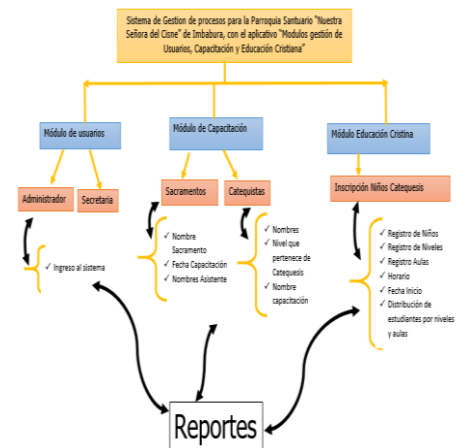 Sistema de Gestion de procesos para la Parroquia Santuario "Nuestra
Señora del Cisne" de Imbabura, con el aplicativo "Modulos gestión de
Usuarios, Capacitación y Educación Cristiana"
Módulo de usuarios
Módulo de Capacitación
Módulo Educación Cristina
Administrador
Secretaria
Sacramentos
Catequistas
Inscripción Niños Catequesis
✓ Ingreso al sistema
✓ Nombre
Sacramento
✓ Fecha Capacitación
✓ Nombres Asistente
✓ Nombres
✓ Nivel que
pertenece de
Catequesis
✓ Nombre
capacitación
✓ Registro de Niños
✓ Registro de Niveles
✓ Registro Aulas
✓ Horario
✓ Fecha Inicio
✓ Distribución de
estudiantes por niveles
y aulas
Reportes